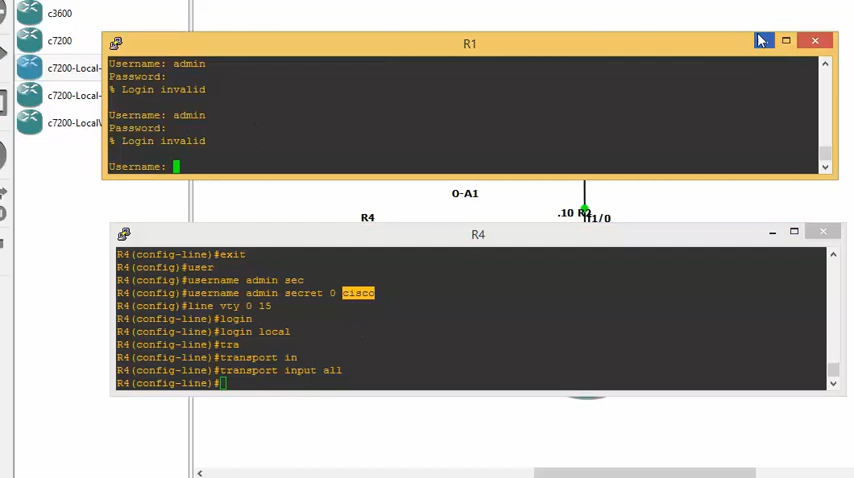 c3600
c7200
c7200-Local-
c7200-Local-
c7200-LocalV
R1
Username: admin
Password:
% Login invalid
Username: admin
Password:
% Login invalid
Username:
O-A1
R4
.10 R2
f1/0
R4
R4(config-line)#exit
R4(config)#user
R4(config)#username admin sec
R4(config)#username admin secret 0 cisco
R4(config)#line vty 0 15
R4(config-line)#login
R4(config-line)#login local
R4(config-line)#tra
R4(config-line)#transport in
R4(config-line)#transport input all
R4(config-line)#